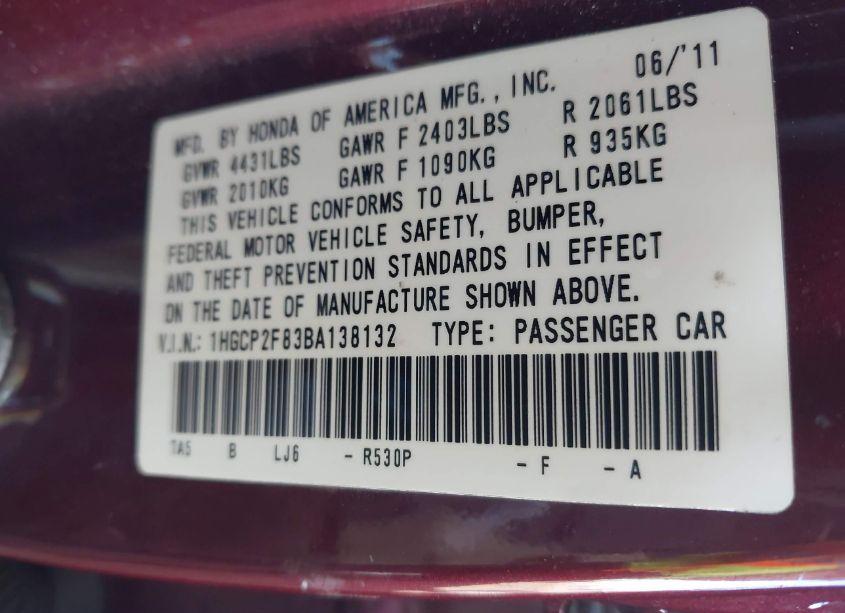 MFD. BY HONDA OF AMERICA MFG., INC. 06/'11
GVWR 4431LBS GAWR F 2403LBS R 2061LBS
GVWR 2010KG GAWR F 1090KG R 935KG
THIS VEHICLE CONFORMS TO ALL APPLICABLE
FEDERAL MOTOR VEHICLE SAFETY, BUMPER,
AND THEFT PREVENTION STANDARDS IN EFFECT
ON THE DATE OF MANUFACTURE SHOWN ABOVE.
V.I.N.: 1HGCP2F83BA138132 TYPE: PASSENGER CAR
TA5 B LJ6 - R530P - F - A